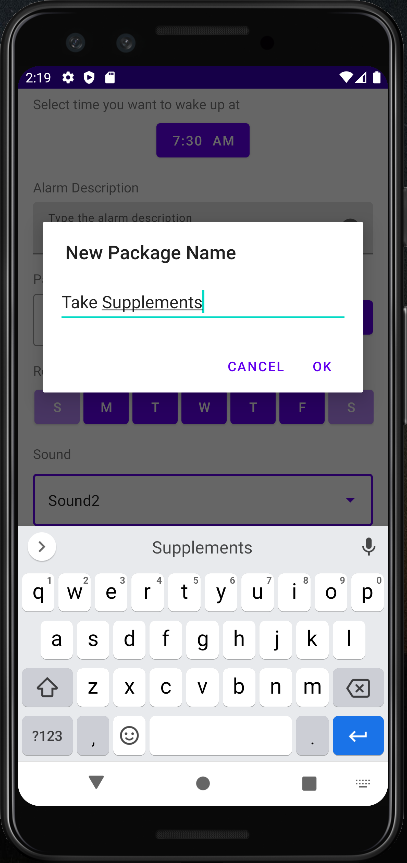 2:19
Select time you want to wake up at
7:30 AM
Alarm Description
Type the alarm description
New Package Name
Take Supplements
CANCEL OK
S M T W T F S
Sound
Sound2
Supplements
q1 w2 e3 r4 t5 y6 u7 i8 o9 p0
a s d f g h j k l
z x c v b n m
?123 , .